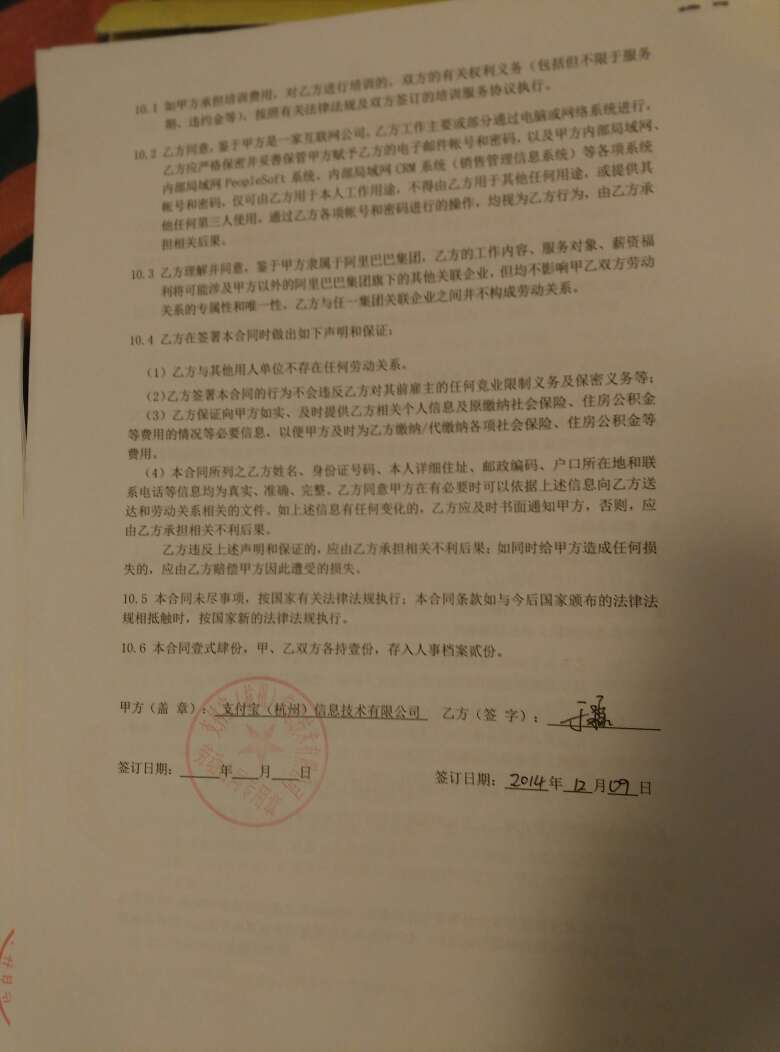 10.1 如甲方承担培训费用，对乙方进行培训的，双方的有关权利义务（包括但不限于服务
期、违约金等），按照有关法律法规及双方签订的培训服务协议执行。
10.2 乙方同意，鉴于甲方是一家互联网公司，乙方工作主要或部分通过电脑或网络系统进行，
乙方应严格保密并妥善保管甲方赋予乙方的电子邮件帐号和密码，以及甲方内部局域网、
内部局域网 PeopleSoft 系统、内部局域网 CRM 系统（销售管理信息系统）等各项系统
帐号和密码，仅可由乙方用于本人工作用途，不得由乙方用于其他任何用途，或提供其
他任何第三人使用。通过乙方各项帐号和密码进行的操作，均视为乙方行为，由乙方承
担相关后果。
10.3 乙方理解并同意，鉴于甲方隶属于阿里巴巴集团，乙方的工作内容、服务对象、薪资福
利将可能涉及甲方以外的阿里巴巴集团旗下的其他关联企业，但均不影响甲乙双方劳动
关系的专属性和唯一性，乙方与任一集团关联企业之间并不构成劳动关系。
10.4 乙方在签署本合同时做出如下声明和保证：
（1）乙方与其他用人单位不存在任何劳动关系。
（2）乙方签署本合同的行为不会违反乙方对其前雇主的任何竞业限制义务及保密义务等；
（3）乙方保证向甲方如实、及时提供乙方相关个人信息及原缴纳社会保险、住房公积金
等费用的情况等必要信息，以便甲方及时为乙方缴纳/代缴纳各项社会保险、住房公积金等
费用。
（4）本合同所列之乙方姓名、身份证号码、本人详细住址、邮政编码、户口所在地和联
系电话等信息均为真实、准确、完整。乙方同意甲方在有必要时可以依据上述信息向乙方送
达和劳动关系相关的文件。如上述信息有任何变化的，乙方应及时书面通知甲方，否则，应
由乙方承担相关不利后果。
乙方违反上述声明和保证的，应由乙方承担相关不利后果；如同时给甲方造成任何损
失的，应由乙方赔偿甲方因此遭受的损失。
10.5 本合同未尽事项，按国家有关法律法规执行；本合同条款如与今后国家颁布的法律法
规相抵触时，按国家新的法律法规执行。
10.6 本合同壹式肆份，甲、乙双方各持壹份，存入人事档案贰份。
甲方（盖 章）：支付宝（杭州）信息技术有限公司 乙方（签 字）：
签订日期：____年__月__日 签订日期：2014年12月09日